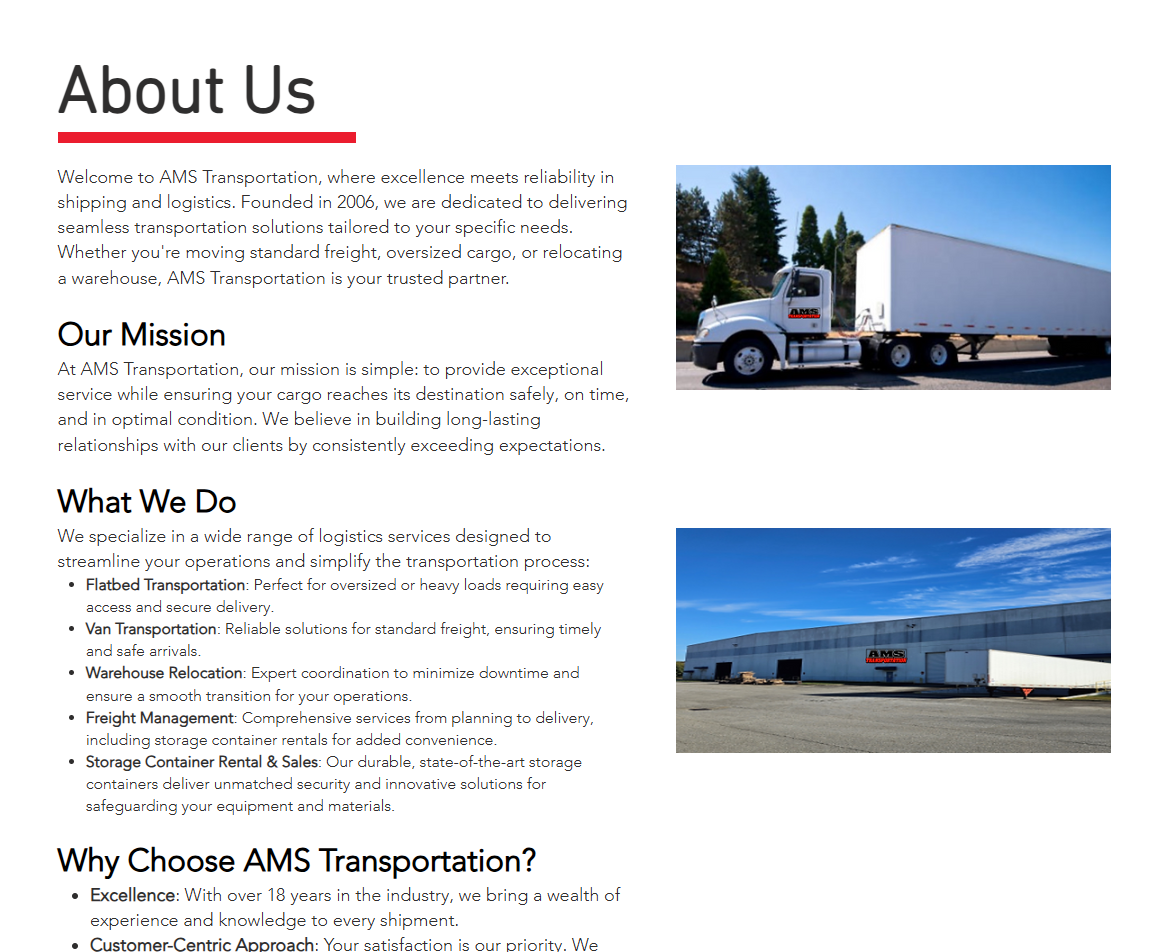 About Us
Welcome to AMS Transportation, where excellence meets reliability in
shipping and logistics. Founded in 2006, we are dedicated to delivering
seamless transportation solutions tailored to your specific needs.
Whether you're moving standard freight, oversized cargo, or relocating
a warehouse, AMS Transportation is your trusted partner.
AMS
TRANSPORTATION
Our Mission
At AMS Transportation, our mission is simple: to provide exceptional
service while ensuring your cargo reaches its destination safely, on time,
and in optimal condition. We believe in building long-lasting
relationships with our clients by consistently exceeding expectations.
What We Do
We specialize in a wide range of logistics services designed to
streamline your operations and simplify the transportation process:
• Flatbed Transportation: Perfect for oversized or heavy loads requiring easy
access and secure delivery.
• Van Transportation: Reliable solutions for standard freight, ensuring timely
and safe arrivals.
• Warehouse Relocation: Expert coordination to minimize downtime and
ensure a smooth transition for your operations.
• Freight Management: Comprehensive services from planning to delivery,
including storage container rentals for added convenience.
• Storage Container Rental & Sales: Our durable, state-of-the-art storage
containers deliver unmatched security and innovative solutions for
safeguarding your equipment and materials.
AMS
TRANSPORTATION
Why Choose AMS Transportation?
• Excellence: With over 18 years in the industry, we bring a wealth of
experience and knowledge to every shipment.
• Customer-Centric Approach: Your satisfaction is our priority. We